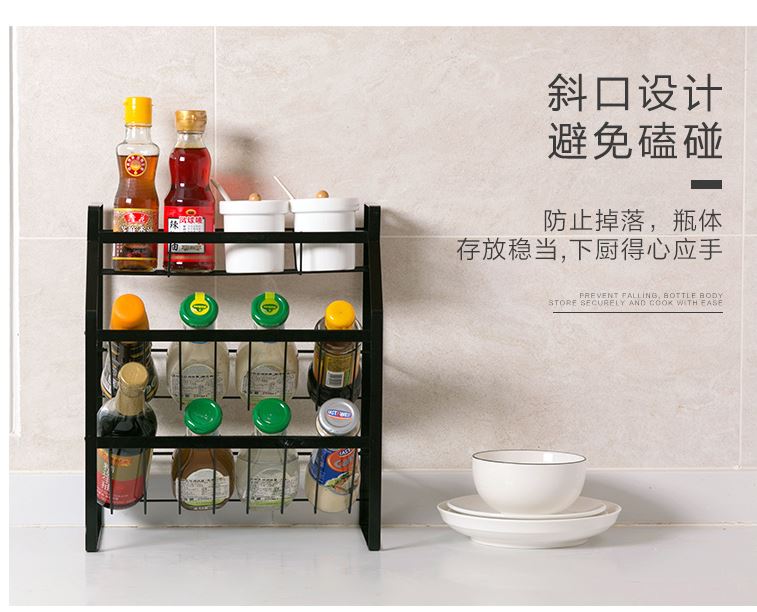 斜口设计
避免磕碰
防止掉落，瓶体
存放稳当,下厨得心应手
PREVENT FALLING, BOTTLE BODY
STORE SECURELY AND COOK WITH EASE